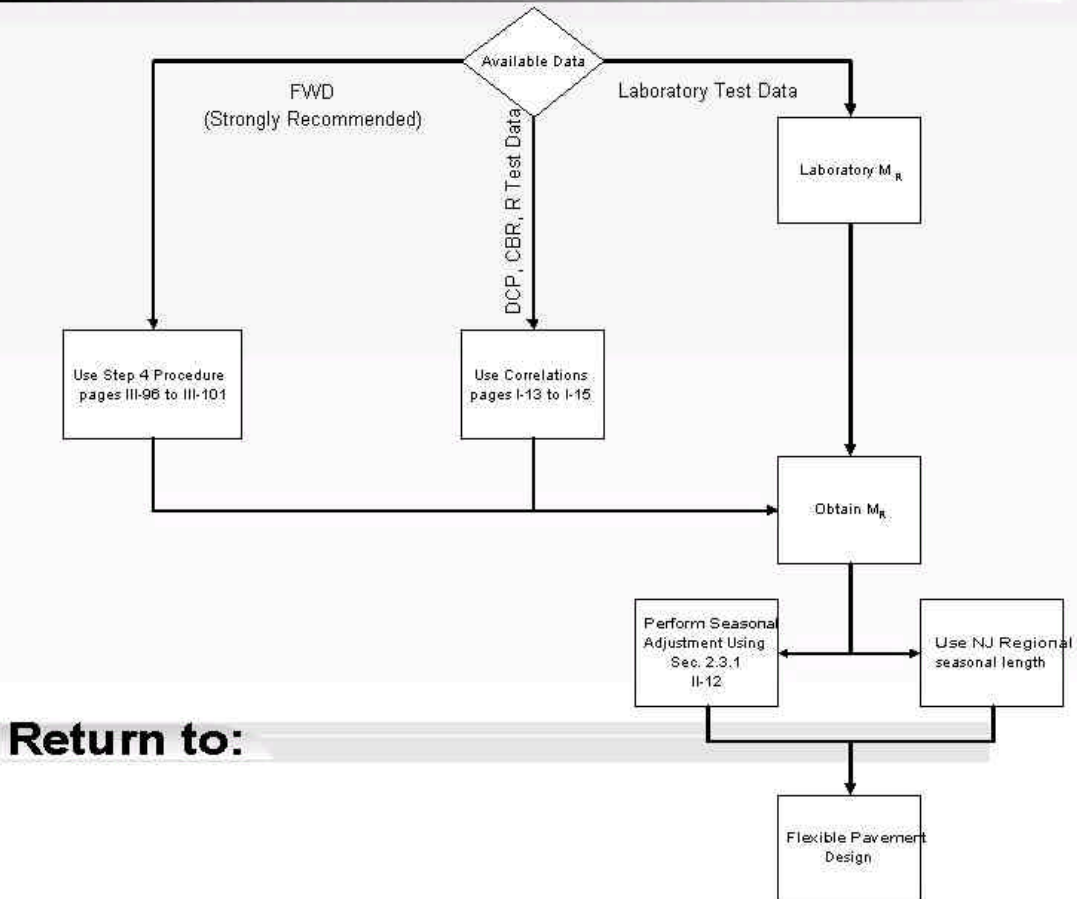 Available Data
FWD
(Strongly Recommended)
DCP, CBR, R Test Data
Laboratory Test Data
Laboratory M R
Use Step 4 Procedure
pages III-96 to III-101
Use Correlations
pages I-13 to I-15
Obtain MR
Perform Seasonal
Adjustment Using
Sec. 2.3.1
II-12
Use NJ Regional
seasonal length
Return to:
Flexible Pavement
Design